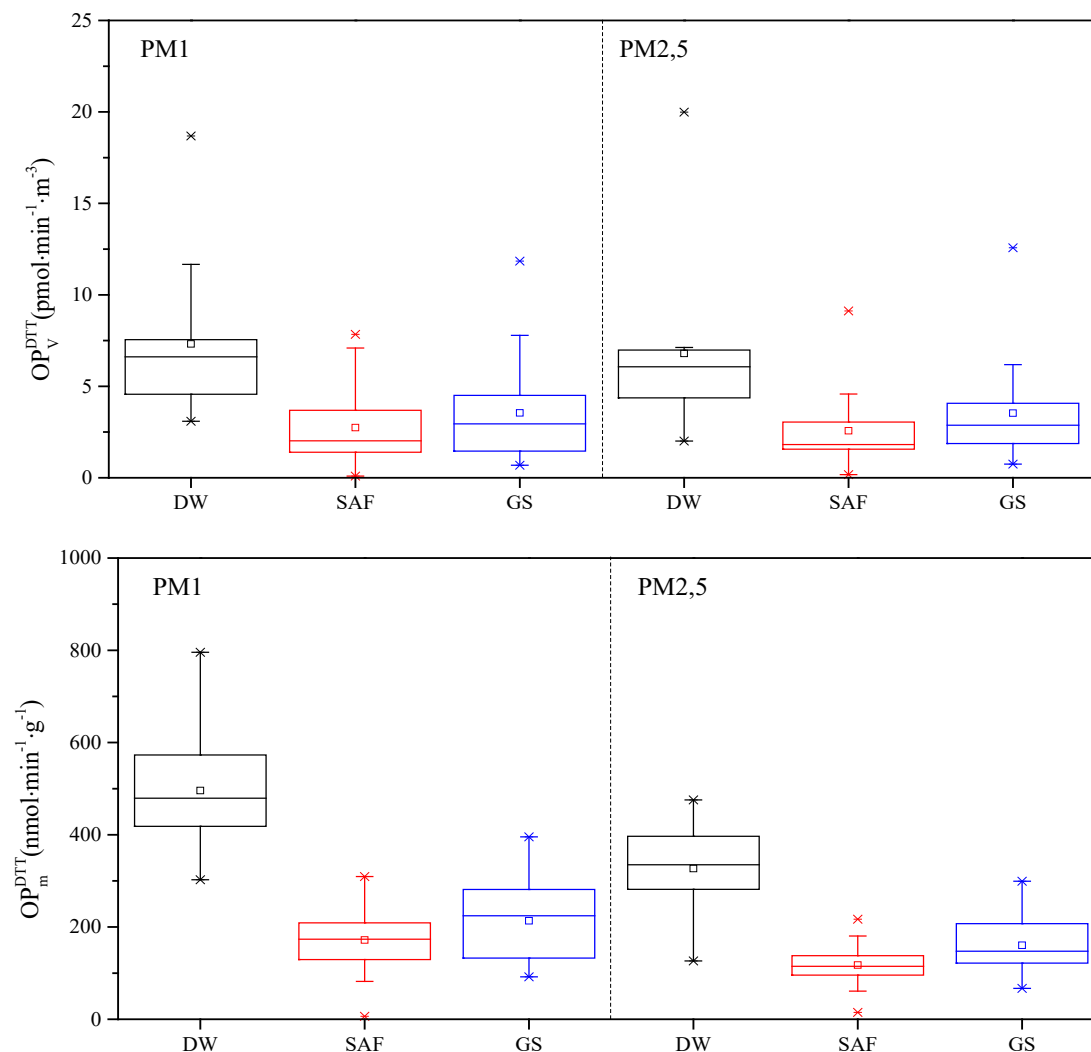 25
PM1
PM2,5
20
15
10
5
0
OP_V^DTT(pmol·min^-1·m^-3)
DW
SAF
GS
DW
SAF
GS
1000
PM1
PM2,5
800
600
400
200
0
OP_m^DTT(nmol·min^-1·g^-1)
DW
SAF
GS
DW
SAF
GS